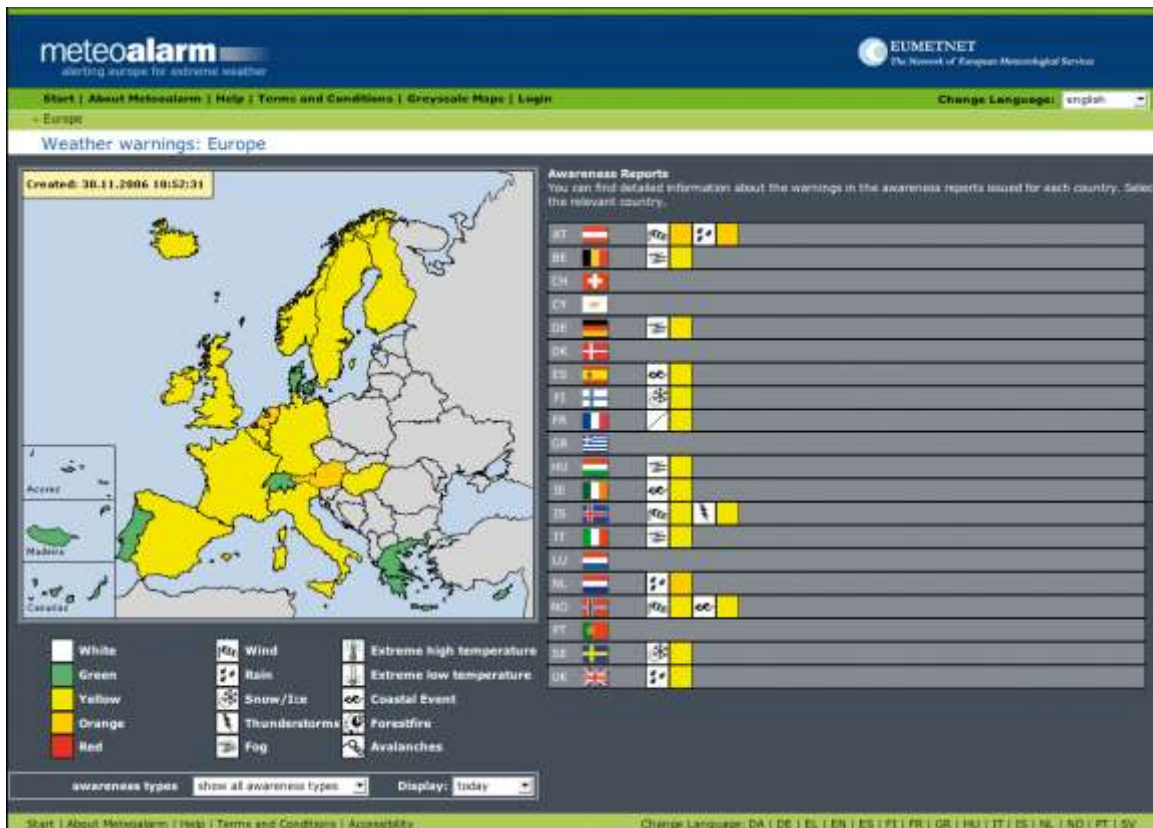 meteoalarm
alerting europe for extreme weather
EUMETNET
The Network of European Meteorological Services
Start | About Meteoalarm | Help | Terms and Conditions | Greyscale Maps | Login
Change Language: english
Europe
Weather warnings: Europe
Created: 30.11.2006 10:52:31
Acores
Madeira
Canarias
White
Green
Yellow
Orange
Red
Wind
Rain
Snow/Ice
Thunderstorms
Fog
Extreme high temperature
Extreme low temperature
Coastal Event
Forestfire
Avalanches
awareness types show all awareness types Display: today
Awareness Reports
You can find detailed information about the warnings in the awareness reports issued for each country. Selec
the relevant country.
AT
BE
CH
CY
DE
DK
ES
FI
FR
GR
HU
IE
IS
IT
LU
NL
NO
PT
SE
UK
Start | About Meteoalarm | Help | Terms and Conditions | Accessibility
Change Language: DA | DE | EL | EN | ES | FI | FR | GR | HU | IT | IS | NL | NO | PT | SV